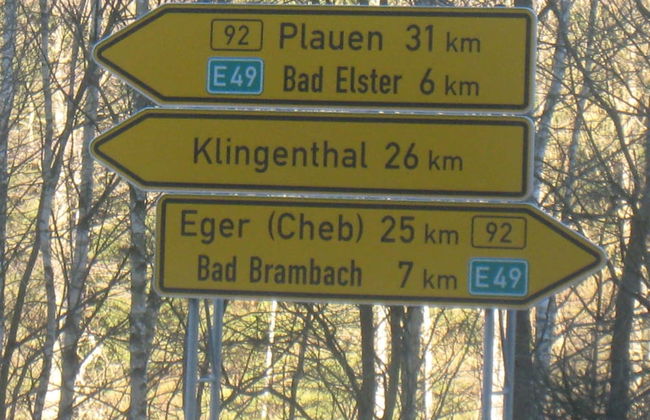 92 Plauen 31 km
E49 Bad Elster 6 km
Klingenthal 26 km
Eger (Cheb) 25 km 92
Bad Brambach 7 km E49